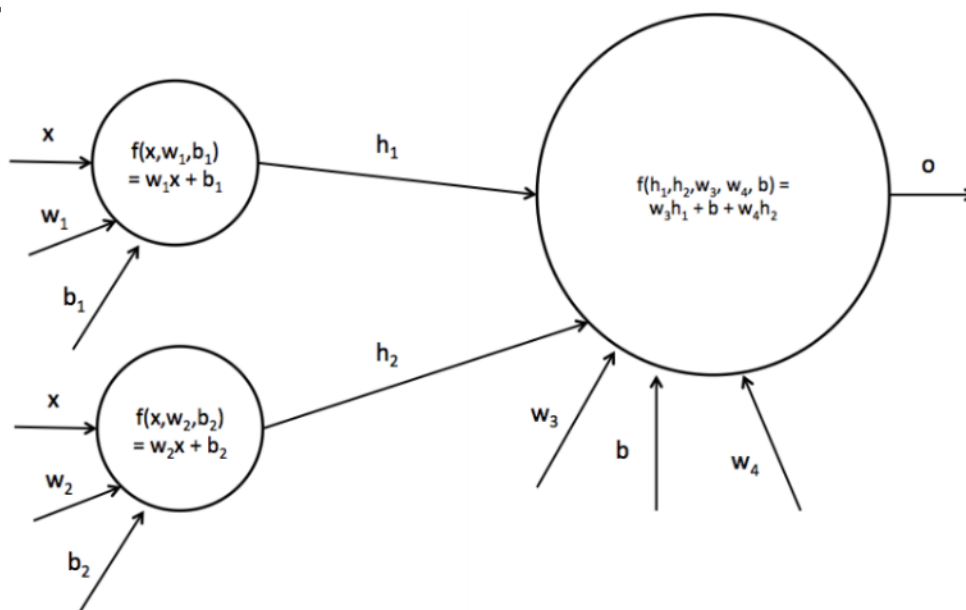 x
f(x,w₁,b₁)
= w₁x + b₁
w₁
b₁
h₁
x
f(x,w₂,b₂)
= w₂x + b₂
w₂
b₂
h₂
f(h₁,h₂,w₃, w₄, b) =
w₃h₁ + b + w₄h₂
w₃
b
w₄
o